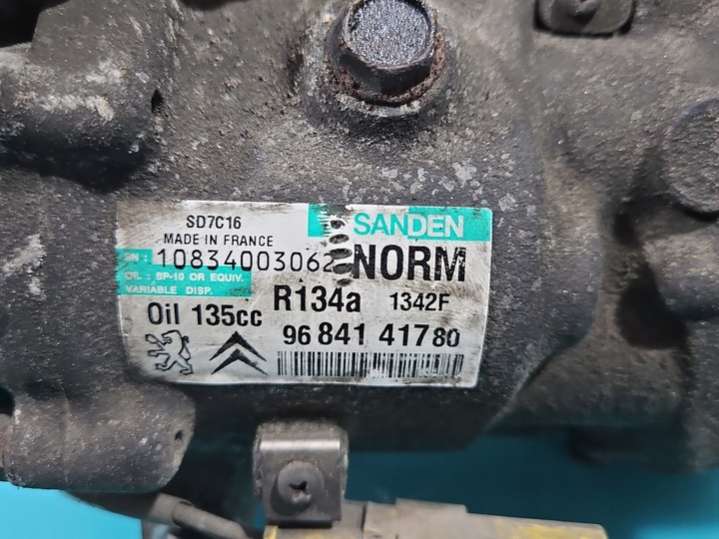 SD7C16
SANDEN
MADE IN FRANCE
SN : 10834003062
NORM
OIL : SP-10 OR EQUIV.
VARIABLE DISP.
R134a 1342F
Oil 135cc
96 841 417 80